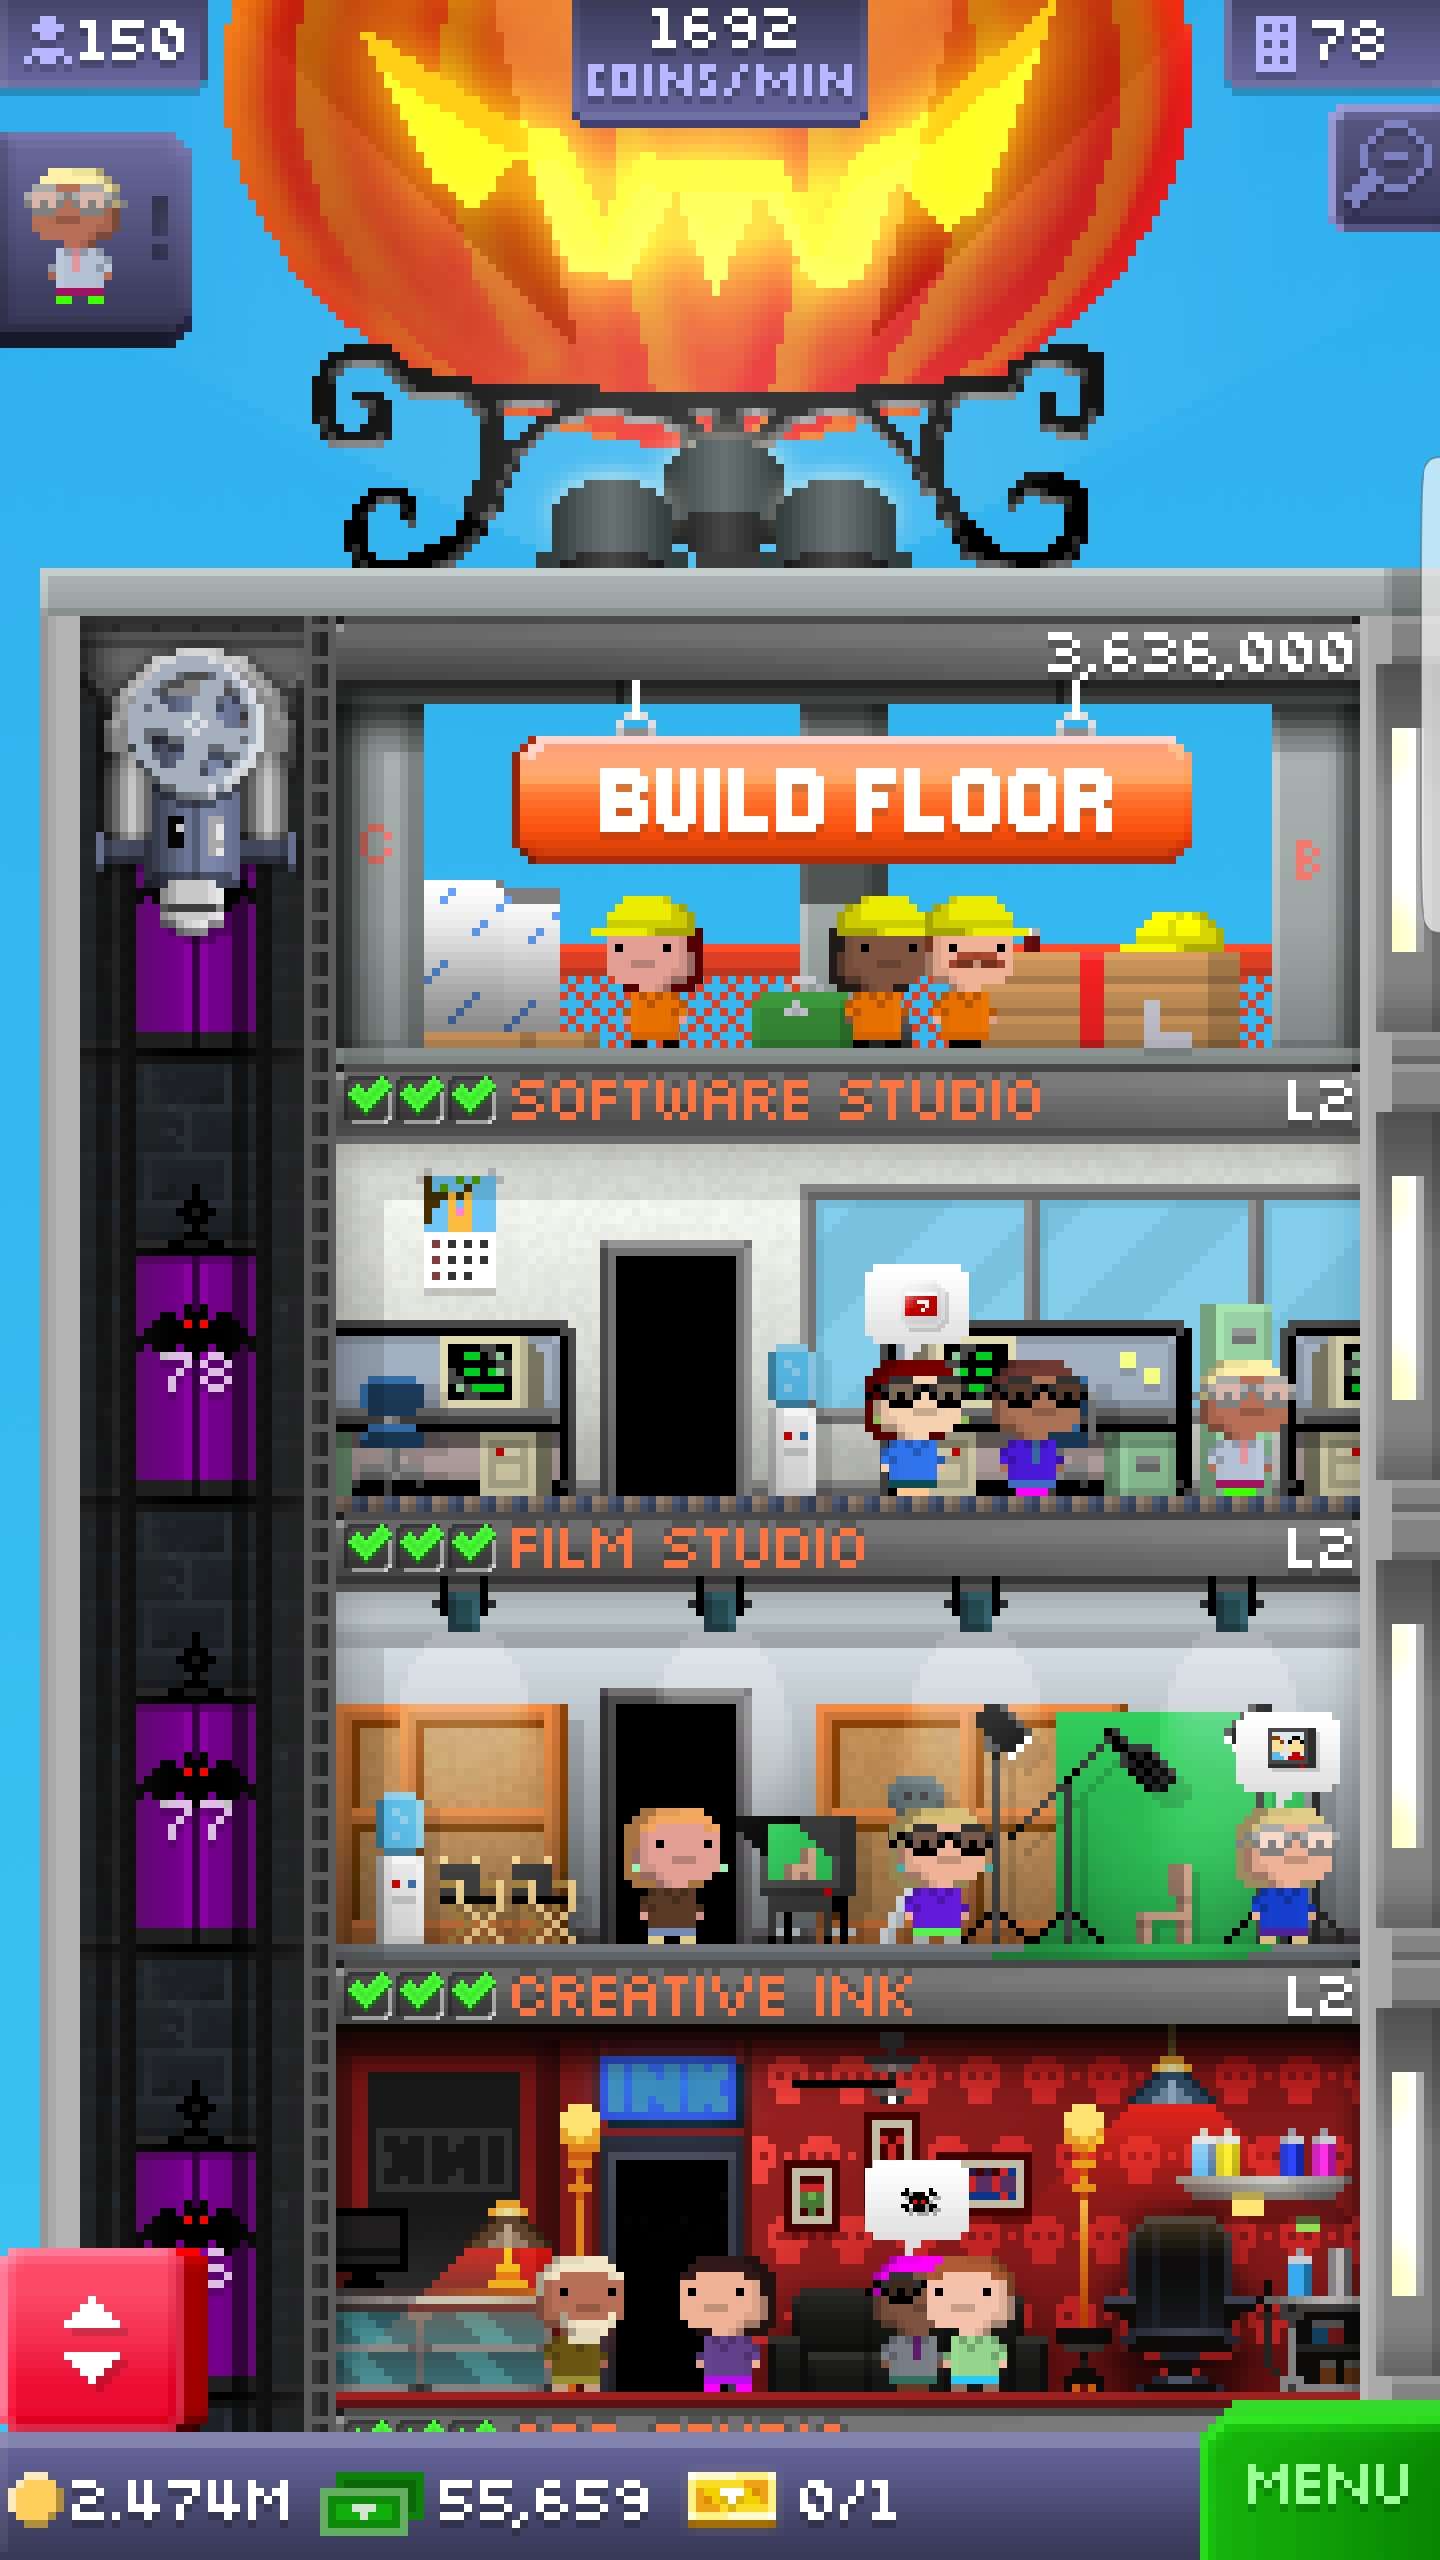 150
1692
COINS/MIN
78
!
3,636,000
BUILD FLOOR
C
B
L
SOFTWARE STUDIO
L2
78
FILM STUDIO
L2
77
CREATIVE INK
L2
INK
2.474M
55,659
0/1
MENU